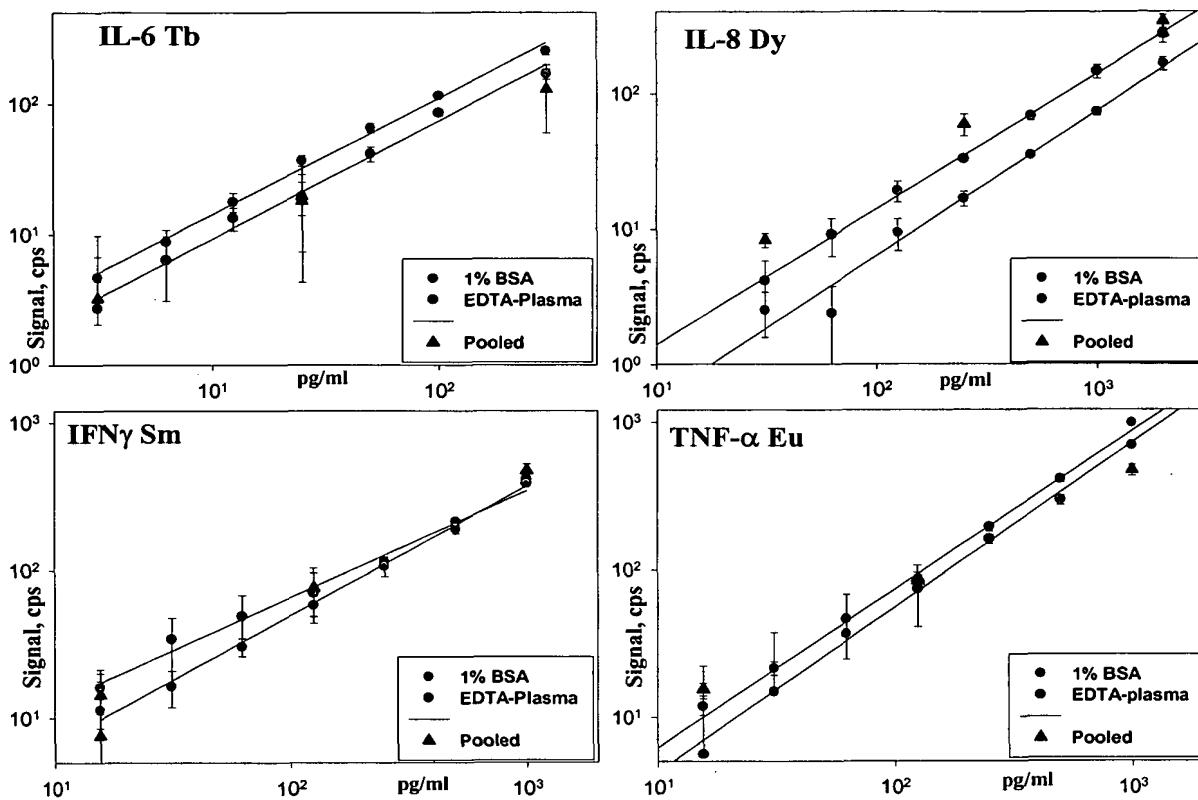 IL-6 Tb
Signal, cps
10²
10¹
10⁰
1% BSA
EDTA-Plasma
Pooled
10¹
pg/ml
10²
IL-8 Dy
Signal, cps
10²
10¹
10⁰
1% BSA
EDTA-plasma
Pooled
10¹
pg/ml
10²
10³
IFNγ Sm
Signal, cps
10³
10²
10¹
1% BSA
EDTA-Plasma
Pooled
10¹
10²
pg/ml
10³
TNF-α Eu
Signal, cps
10³
10²
10¹
1% BSA
EDTA-plasma
Pooled
10¹
10²
pg/ml
10³